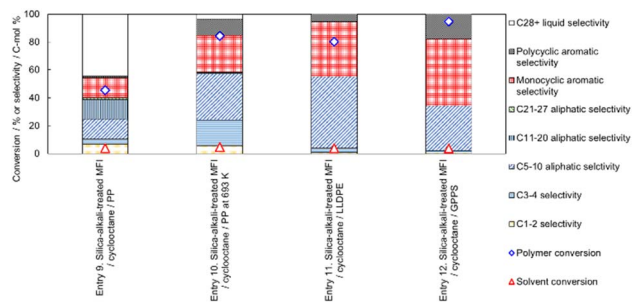 Conversion / % or selectivity / C-mol %
100
80
60
40
20
0
Entry 9. Silica-alkali-treated MFI
/ cyclooctane / PP
Entry 10. Silica-alkali-treated MFI
/ cyclooctane / PP at 693 K
Entry 11. Silica-alkali-treated MFI
/ cyclooctane / LLDPE
Entry 12. Silica-alkali-treated MFI
/ cyclooctane / GPPS
C28+ liquid selectivity
Polycyclic aromatic
selectivity
Monocyclic aromatic
selectivity
C21-27 aliphatic selectivity
C11-20 aliphatic selectivity
C5-10 aliphatic selctivity
C3-4 selectivity
C1-2 selectivity
Polymer conversion
Solvent conversion